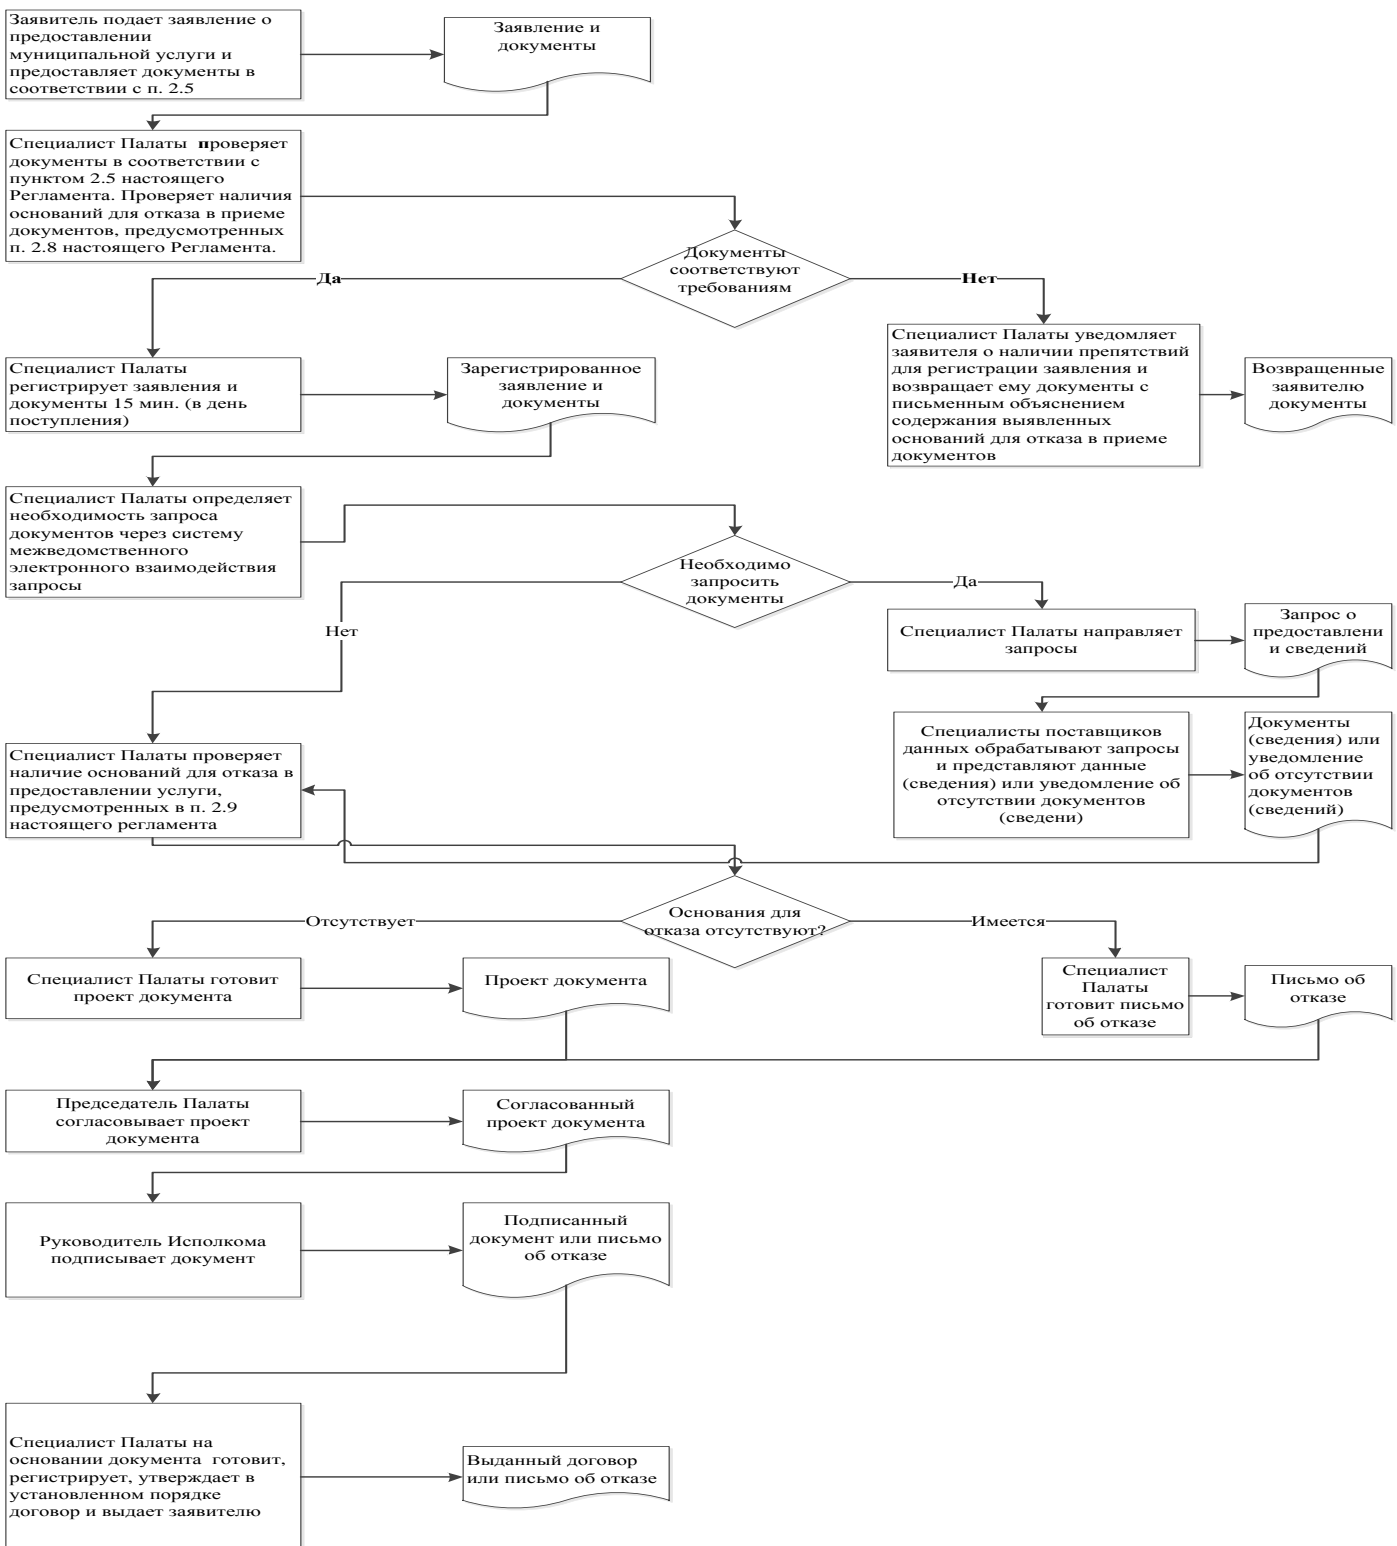 Заявитель подает заявление о
предоставлении
муниципальной услуги и
предоставляет документы в
соответствии с п. 2.5
Заявление и
документы
Специалист Палаты  проверяет
документы в соответствии с
пунктом 2.5 настоящего
Регламента. Проверяет наличия
оснований для отказа в приеме
документов, предусмотренных
п. 2.8 настоящего Регламента.
Документы
соответствуют
требованиям
Да
Нет
Специалист Палаты
регистрирует заявления и
документы 15 мин. (в день
поступления)
Зарегистрированное
заявление и
документы
Специалист Палаты уведомляет
заявителя о наличии препятствий
для регистрации заявления и
возвращает ему документы с
письменным объяснением
содержания выявленных
оснований для отказа в приеме
документов
Возвращенные
заявителю
документы
Специалист Палаты определяет
необходимость запроса
документов через систему
межведомственного
электронного взаимодействия
запросы
Необходимо
запросить
документы
Да
Нет
Специалист Палаты направляет
запросы
Запрос о
предоставлени
и сведений
Специалист Палаты проверяет
наличие оснований для отказа в
предоставлении услуги,
предусмотренных в п. 2.9
настоящего регламента
Специалисты поставщиков
данных обрабатывают запросы
и представляют данные
(сведения) или уведомление об
отсутствии документов
(сведени)
Документы
(сведения) или
уведомление
об отсутствии
документов
(сведений)
Основания для
отказа отсутствуют?
Отсутствует
Имеется
Специалист Палаты готовит
проект документа
Проект документа
Специалист
Палаты
готовит письмо
об отказе
Письмо об
отказе
Председатель Палаты
согласовывает проект
документа
Согласованный
проект документа
Руководитель Исполкома
подписывает документ
Подписанный
документ или письмо
об отказе
Специалист Палаты на
основании документа  готовит,
регистрирует, утверждает в
установленном порядке
договор и выдает заявителю
Выданный договор
или письмо об отказе